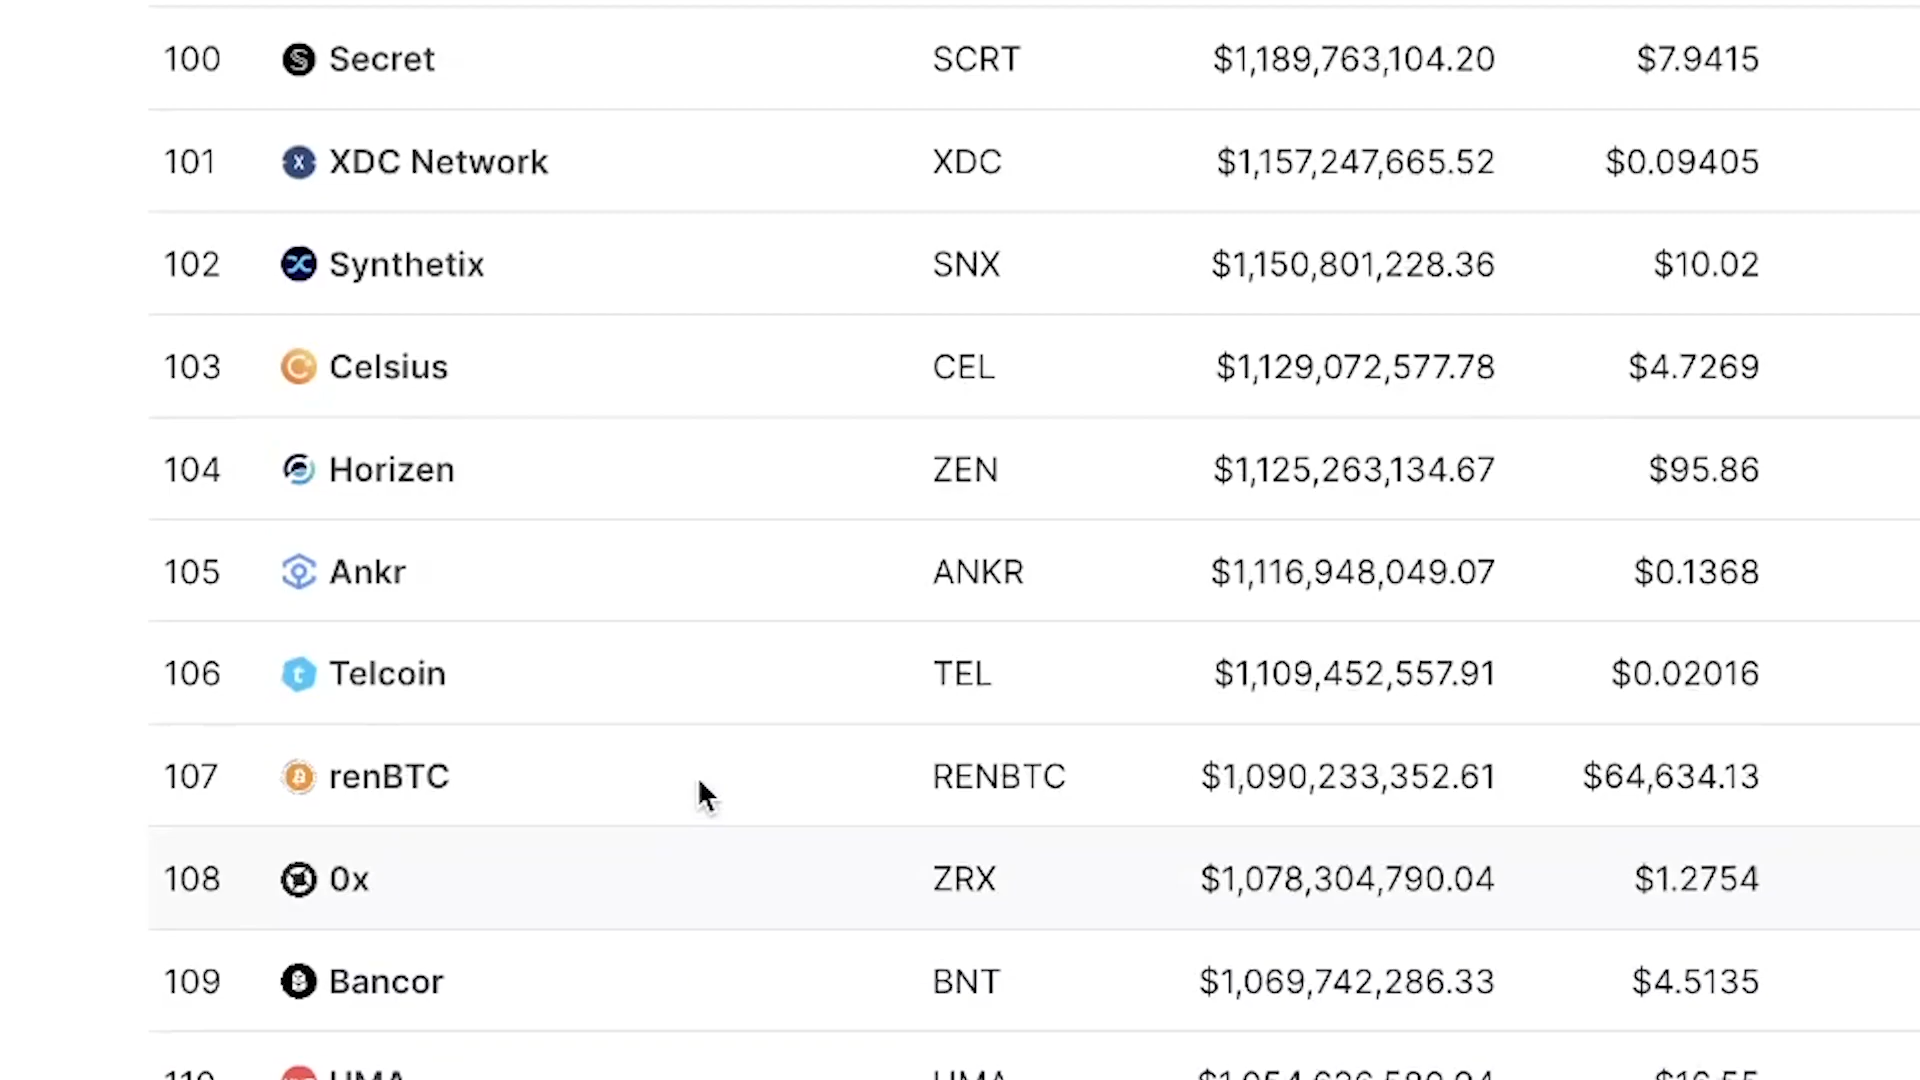 100 Secret SCRT $1,189,763,104.20 $7.9415
101 XDC Network XDC $1,157,247,665.52 $0.09405
102 Synthetix SNX $1,150,801,228.36 $10.02
103 Celsius CEL $1,129,072,577.78 $4.7269
104 Horizen ZEN $1,125,263,134.67 $95.86
105 Ankr ANKR $1,116,948,049.07 $0.1368
106 Telcoin TEL $1,109,452,557.91 $0.02016
107 renBTC RENBTC $1,090,233,352.61 $64,634.13
108 0x ZRX $1,078,304,790.04 $1.2754
109 Bancor BNT $1,069,742,286.33 $4.5135
110 UMA UMA